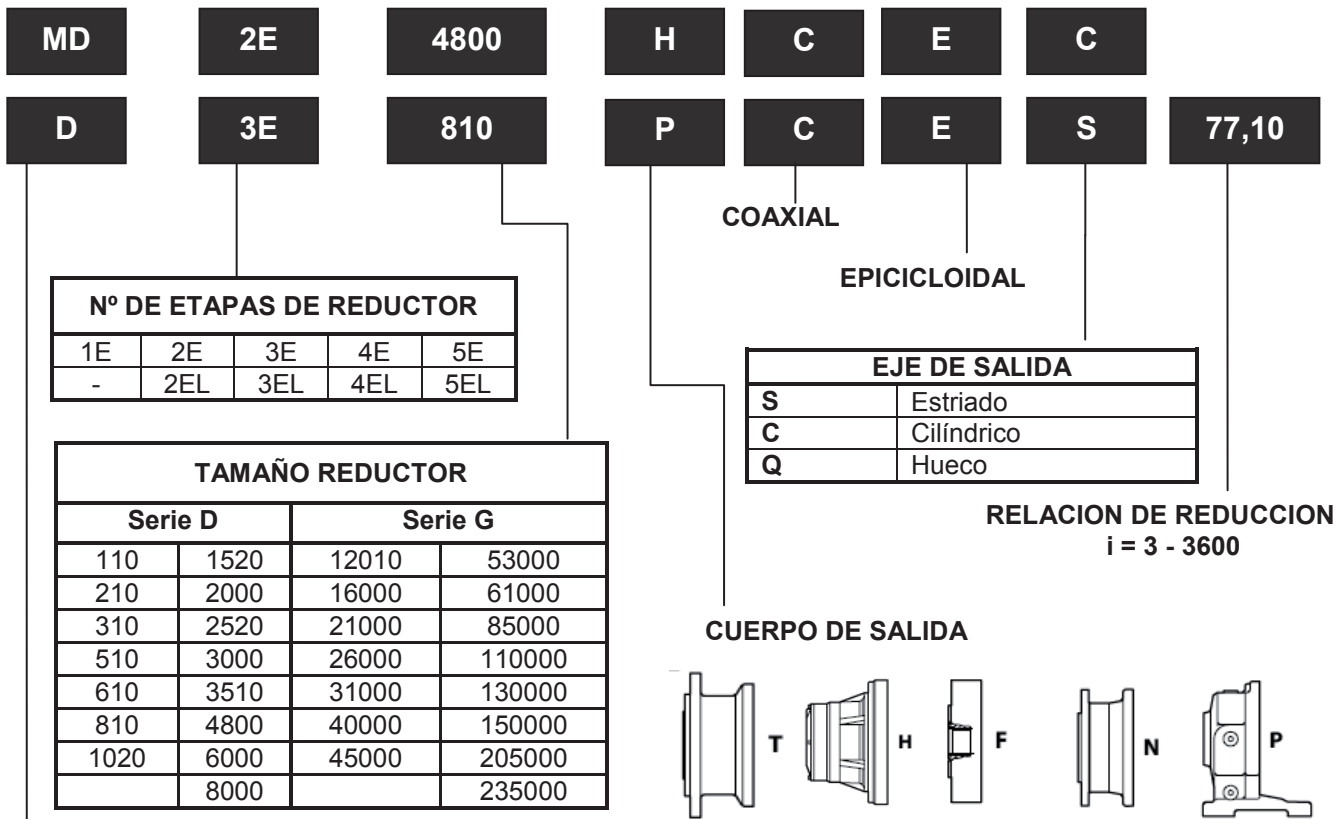 MD 2E 4800 H C E C
D 3E 810 P C E S 77,10
COAXIAL
EPICICLOIDAL
Nº DE ETAPAS DE REDUCTOR
1E 2E 3E 4E 5E
- 2EL 3EL 4EL 5EL
EJE DE SALIDA
S Estriado
C Cilíndrico
Q Hueco
TAMAÑO REDUCTOR
Serie D Serie G
110 1520 12010 53000
210 2000 16000 61000
310 2520 21000 85000
510 3000 26000 110000
610 3510 31000 130000
810 4800 40000 150000
1020 6000 45000 205000
8000 235000
RELACION DE REDUCCION
i = 3 - 3600
CUERPO DE SALIDA
T H F N P